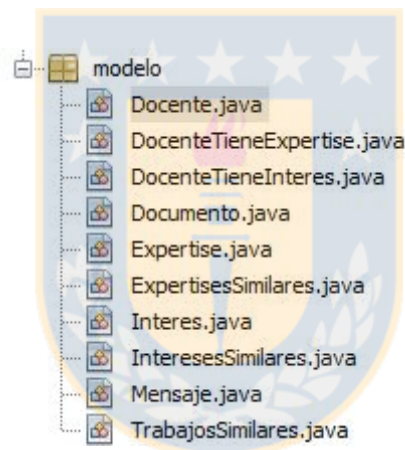 modelo
Docente.java
DocenteTieneExpertise.java
DocenteTieneInteres.java
Documento.java
Expertise.java
ExpertisesSimilares.java
Interes.java
InteresesSimilares.java
Mensaje.java
TrabajosSimilares.java